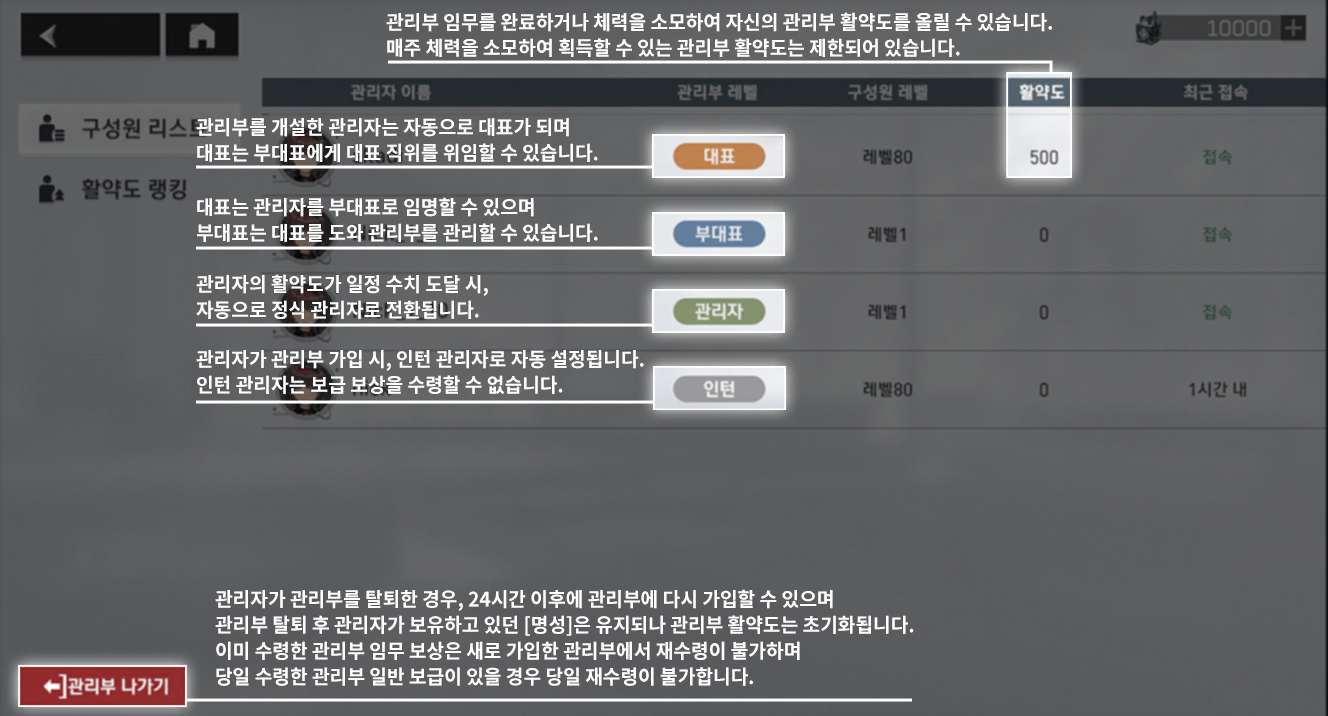 관리부 임무를 완료하거나 체력을 소모하여 자신의 관리부 활약도를 올릴 수 있습니다.
매주 체력을 소모하여 획득할 수 있는 관리부 활약도는 제한되어 있습니다.
10000
관리자 이름 관리부 레벨 구성원 레벨 활약도 최근 접속
구성원 리스트
활약도 랭킹
관리부를 개설한 관리자는 자동으로 대표가 되며
대표는 부대표에게 대표 직위를 위임할 수 있습니다.
대표 레벨80 500 접속
대표는 관리자를 부대표로 임명할 수 있으며
부대표는 대표를 도와 관리부를 관리할 수 있습니다.
부대표 레벨1 0 접속
관리자의 활약도가 일정 수치 도달 시,
자동으로 정식 관리자로 전환됩니다.
관리자 레벨1 0 접속
관리자가 관리부 가입 시, 인턴 관리자로 자동 설정됩니다.
인턴 관리자는 보급 보상을 수령할 수 없습니다.
인턴 레벨80 0 1시간 내
관리자가 관리부를 탈퇴한 경우, 24시간 이후에 관리부에 다시 가입할 수 있으며
관리부 탈퇴 후 관리자가 보유하고 있던 [명성]은 유지되나 관리부 활약도는 초기화됩니다.
이미 수령한 관리부 임무 보상은 새로 가입한 관리부에서 재수령이 불가하며
당일 수령한 관리부 일반 보급이 있을 경우 당일 재수령이 불가합니다.
관리부 나가기